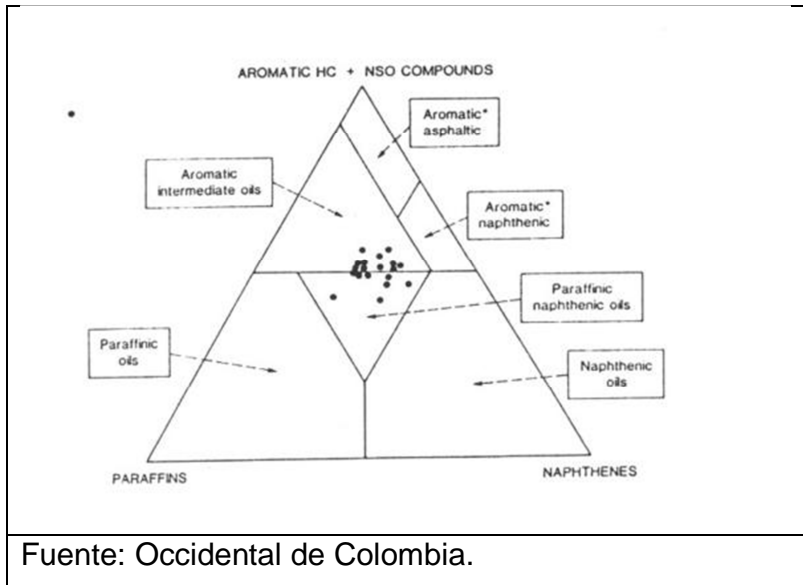 AROMATIC HC + NSO COMPOUNDS
Aromatic*
asphaltic
Aromatic
intermediate oils
Aromatic*
naphthenic
Paraffinic
naphthenic oils
Paraffinic
oils
Naphthenic
oils
PARAFFINS
NAPHTHENES
Fuente: Occidental de Colombia.